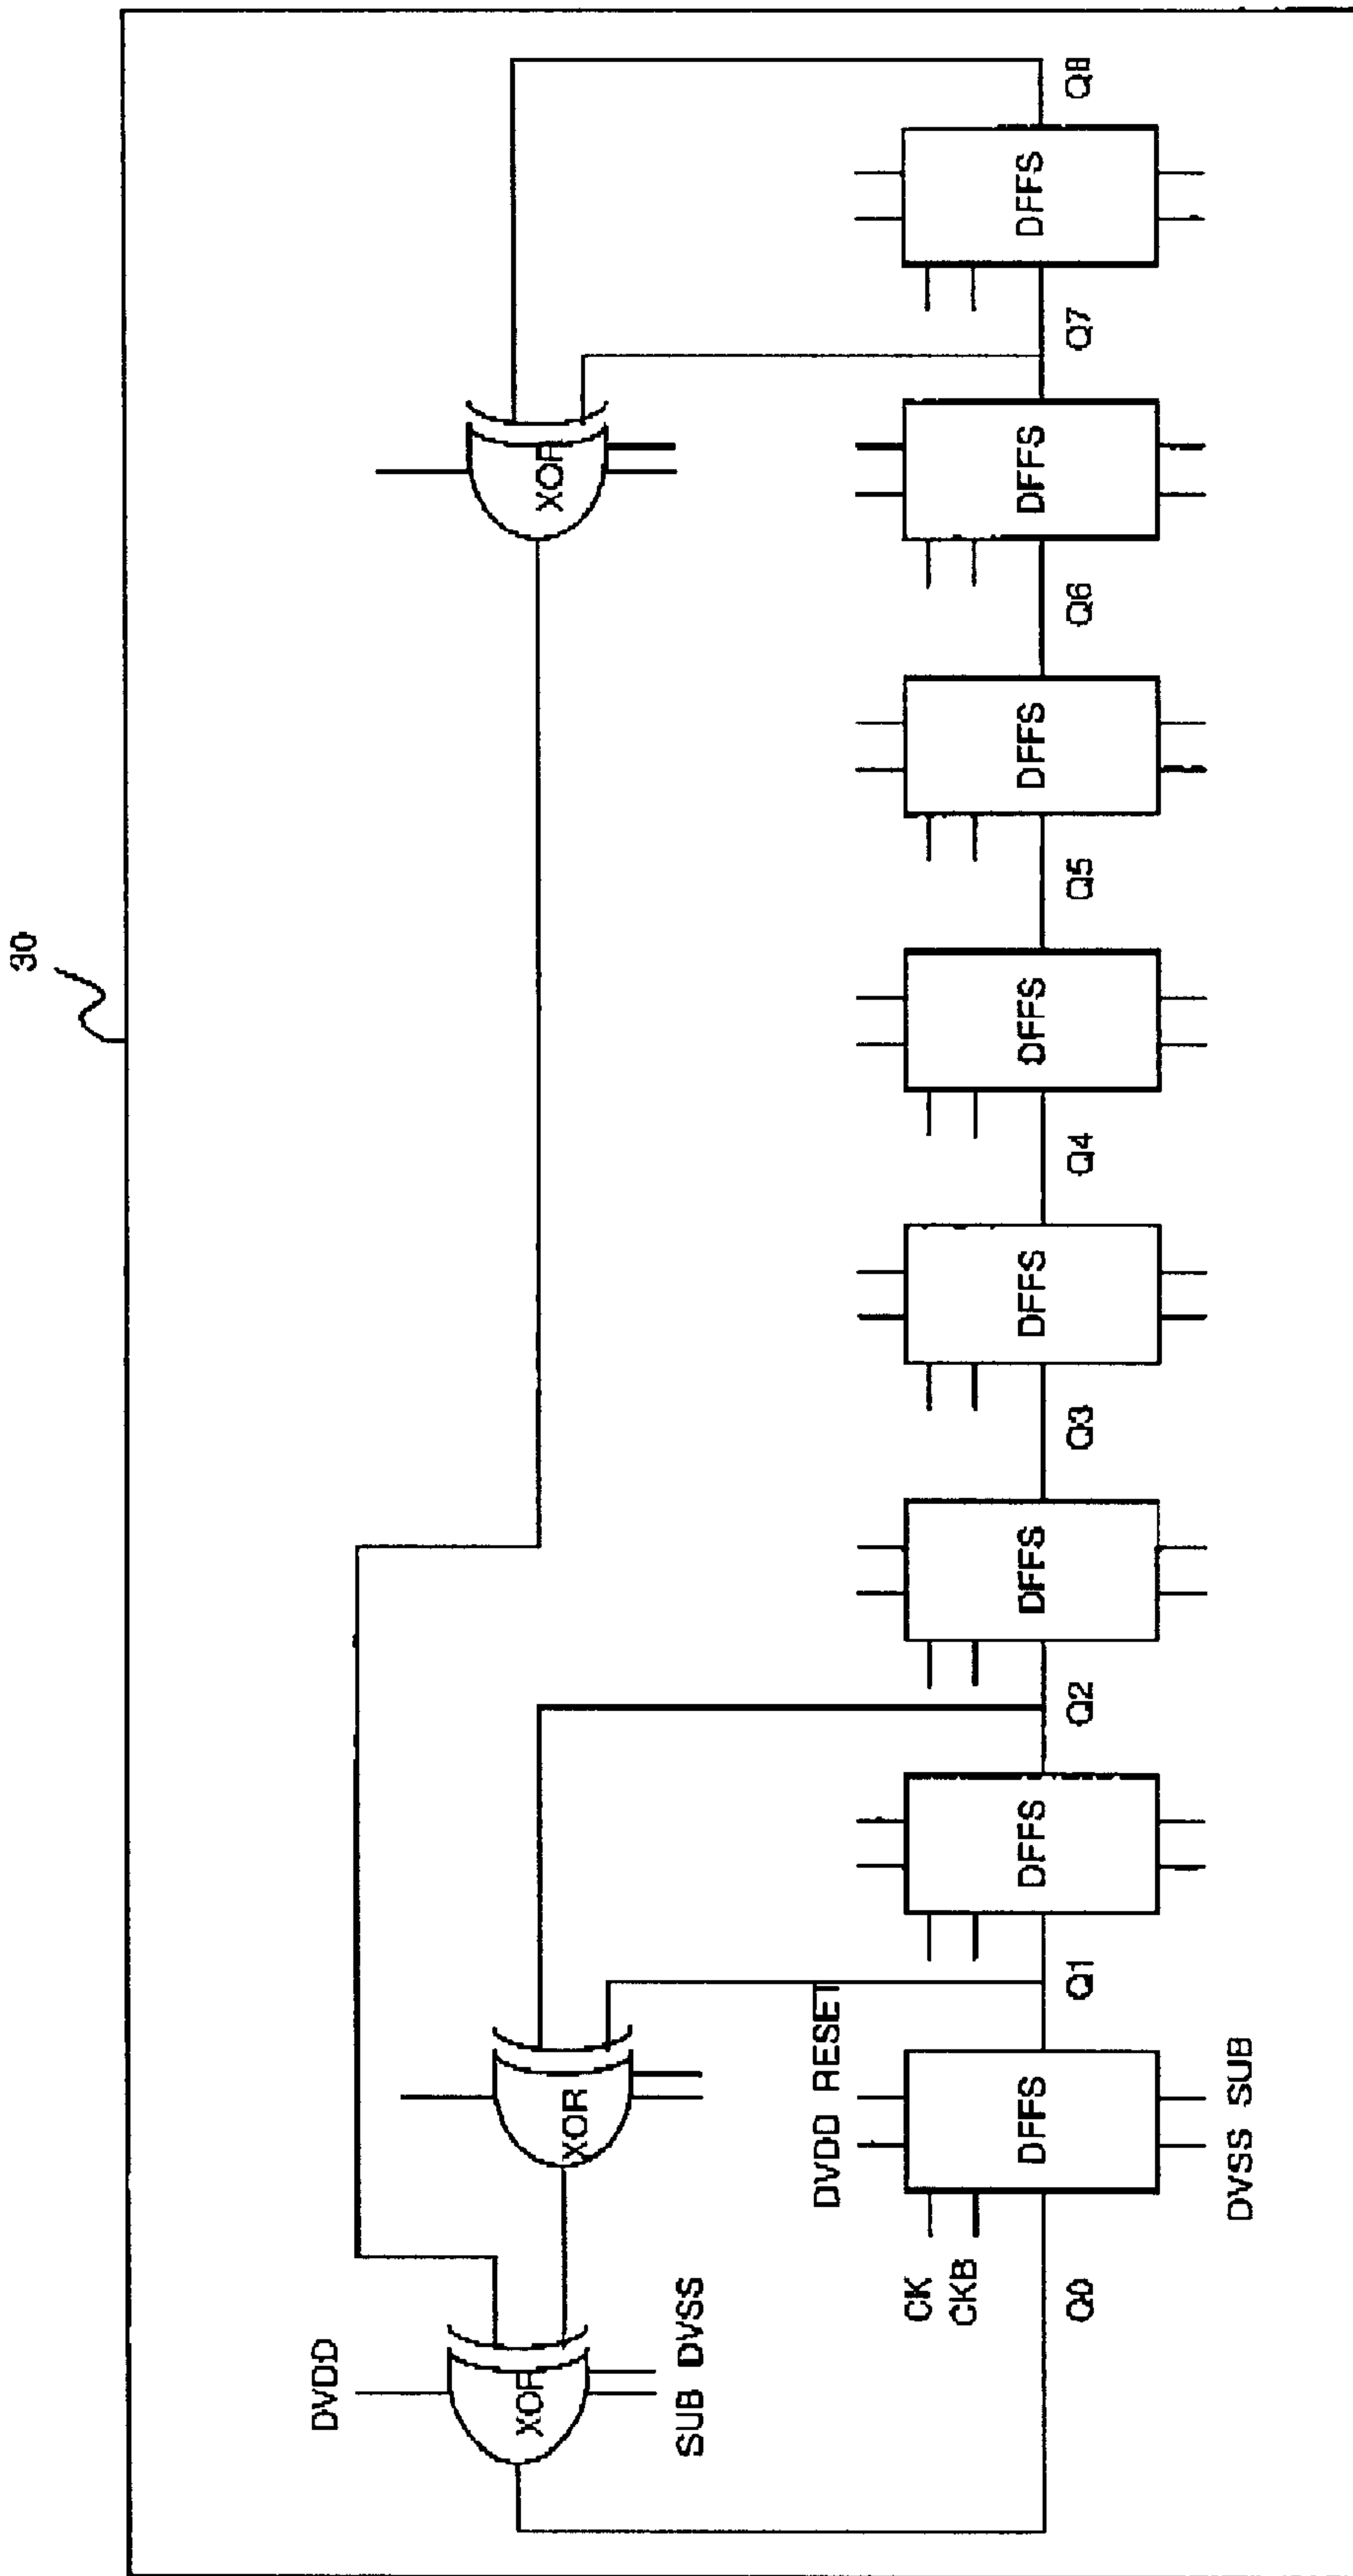 30
DVDD
XOR
SUB DVSS
XOR
XOR
DVDD RESET
CK
CKB
DFFS
DFFS
DFFS
DFFS
DFFS
DFFS
DFFS
DFFS
DVSS SUB
Q0
Q1
Q2
Q3
Q4
Q5
Q6
Q7
Q8